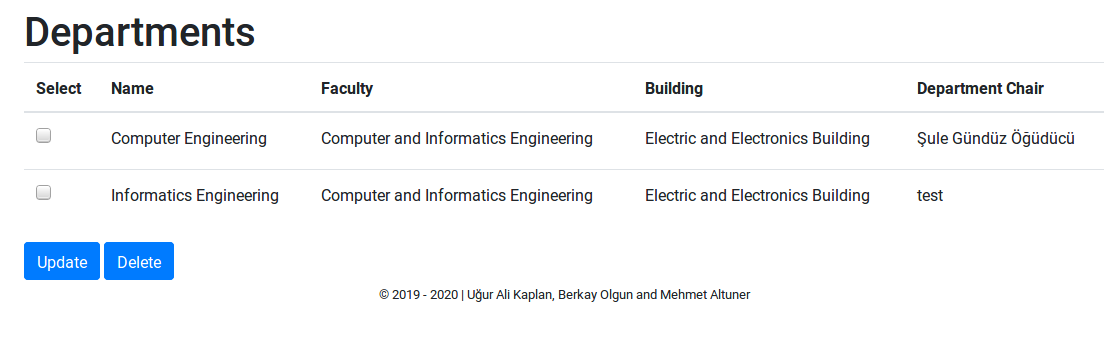 Departments
Select Name Faculty Building Department Chair
Computer Engineering Computer and Informatics Engineering Electric and Electronics Building Şule Gündüz Öğüdücü
Informatics Engineering Computer and Informatics Engineering Electric and Electronics Building test
Update Delete
© 2019 - 2020 | Uğur Ali Kaplan, Berkay Olgun and Mehmet Altuner